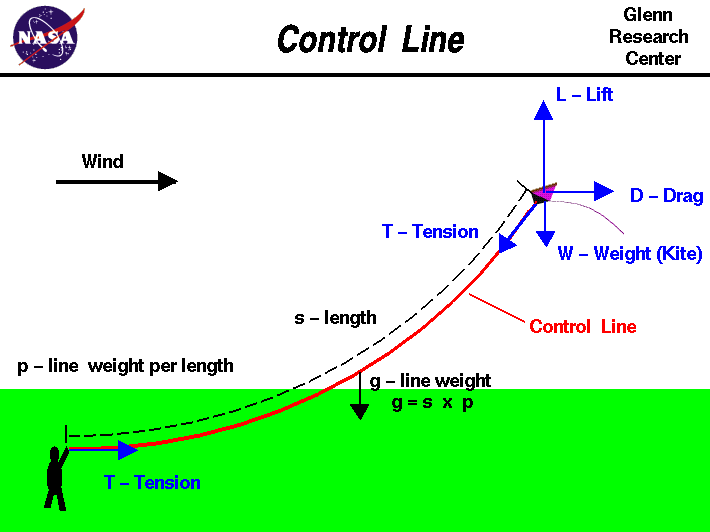 NASA
Control Line
Glenn
Research
Center
L – Lift
Wind
D – Drag
T – Tension
W – Weight (Kite)
s – length
Control Line
p – line weight per length
g – line weight
g = s x p
T – Tension